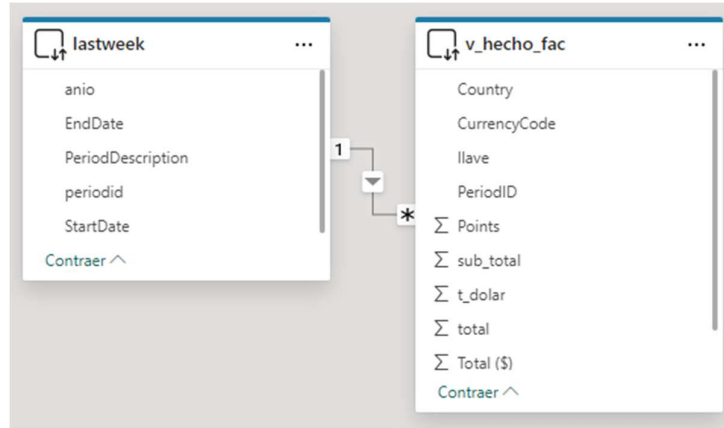 lastweek ...
anio
EndDate
PeriodDescription
periodid
StartDate
Contraer
1
*
v_hecho_fac ...
Country
CurrencyCode
llave
PeriodID
Σ Points
Σ sub_total
Σ t_dolar
Σ total
Σ Total ($)
Contraer